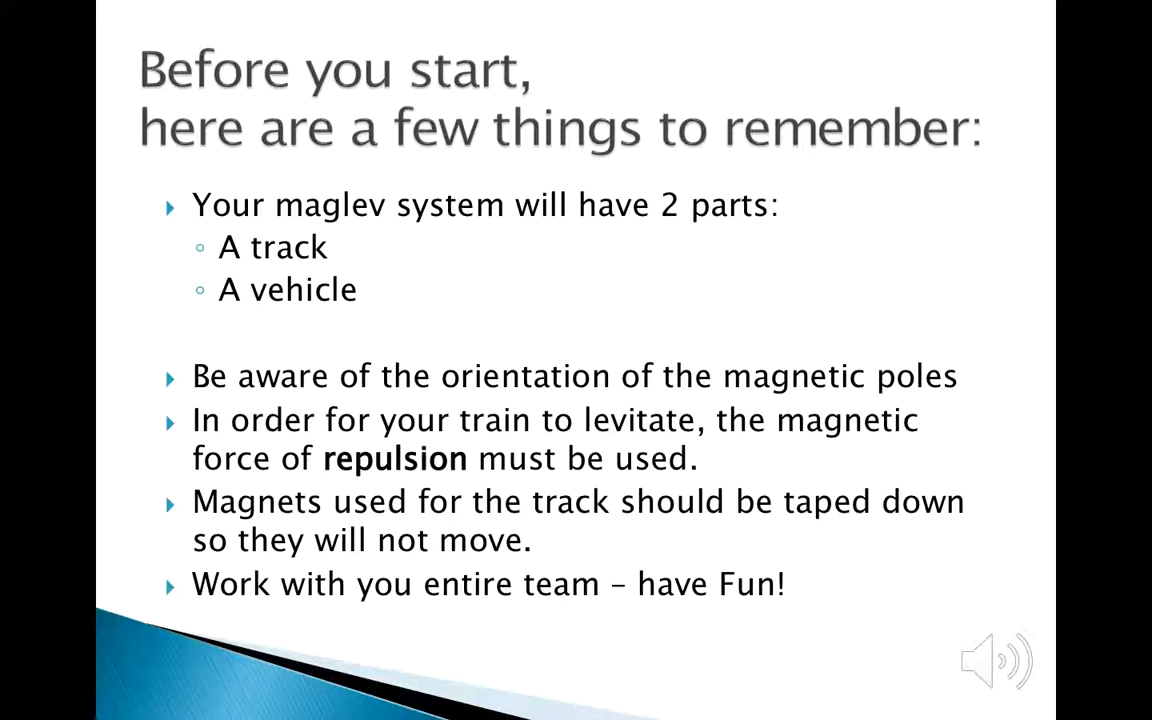 Before you start,
here are a few things to remember:
Your maglev system will have 2 parts:
A track
A vehicle
Be aware of the orientation of the magnetic poles
In order for your train to levitate, the magnetic
force of repulsion must be used.
Magnets used for the track should be taped down
so they will not move.
Work with you entire team – have Fun!